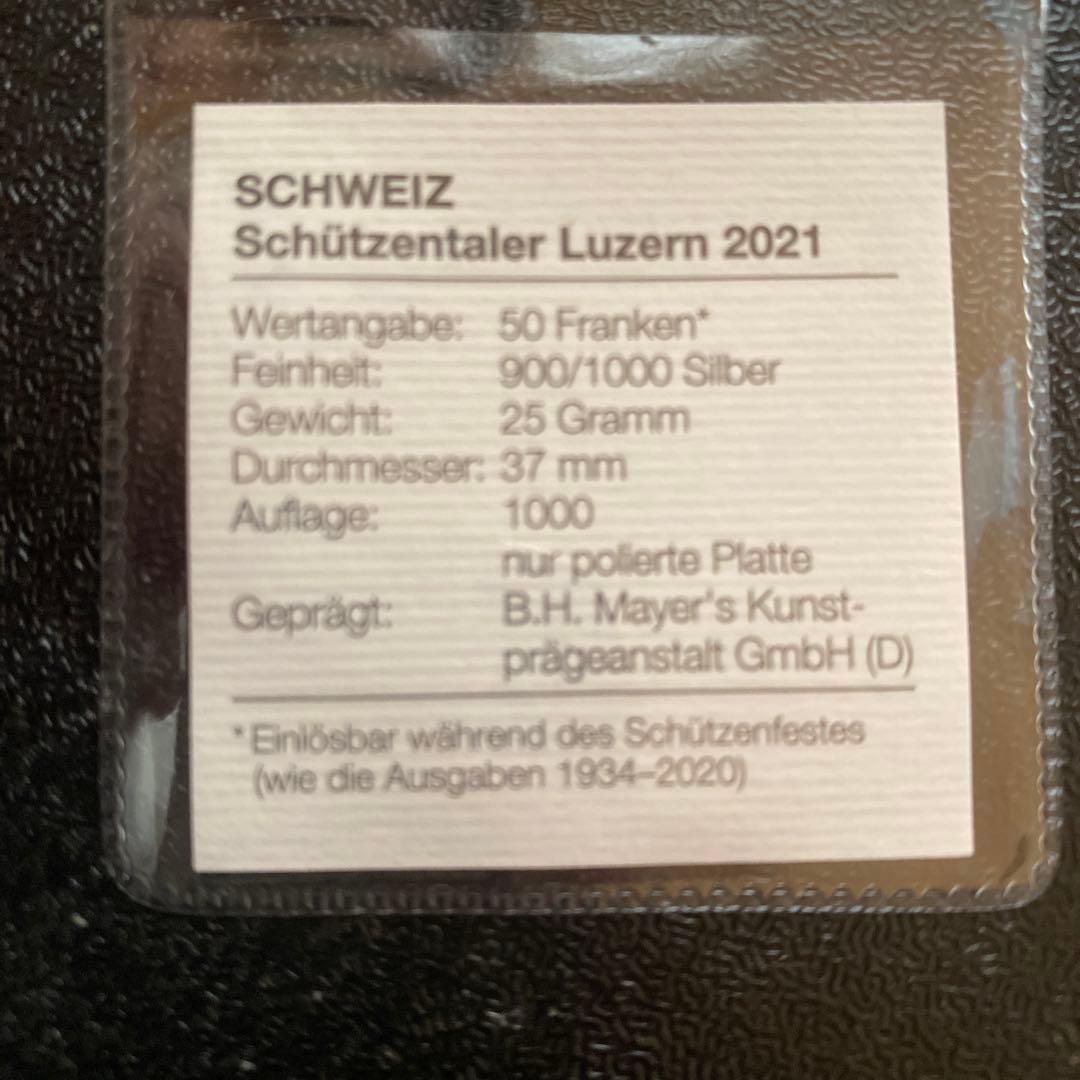 SCHWEIZ
Schützentaler Luzern 2021
Wertangabe: 50 Franken*
Feinheit: 900/1000 Silber
Gewicht: 25 Gramm
Durchmesser: 37 mm
Auflage: 1000
nur polierte Platte
Geprägt: B.H. Mayer's Kunst-
prägeanstalt GmbH (D)
* Einlösbar während des Schützenfestes
(wie die Ausgaben 1934–2020)